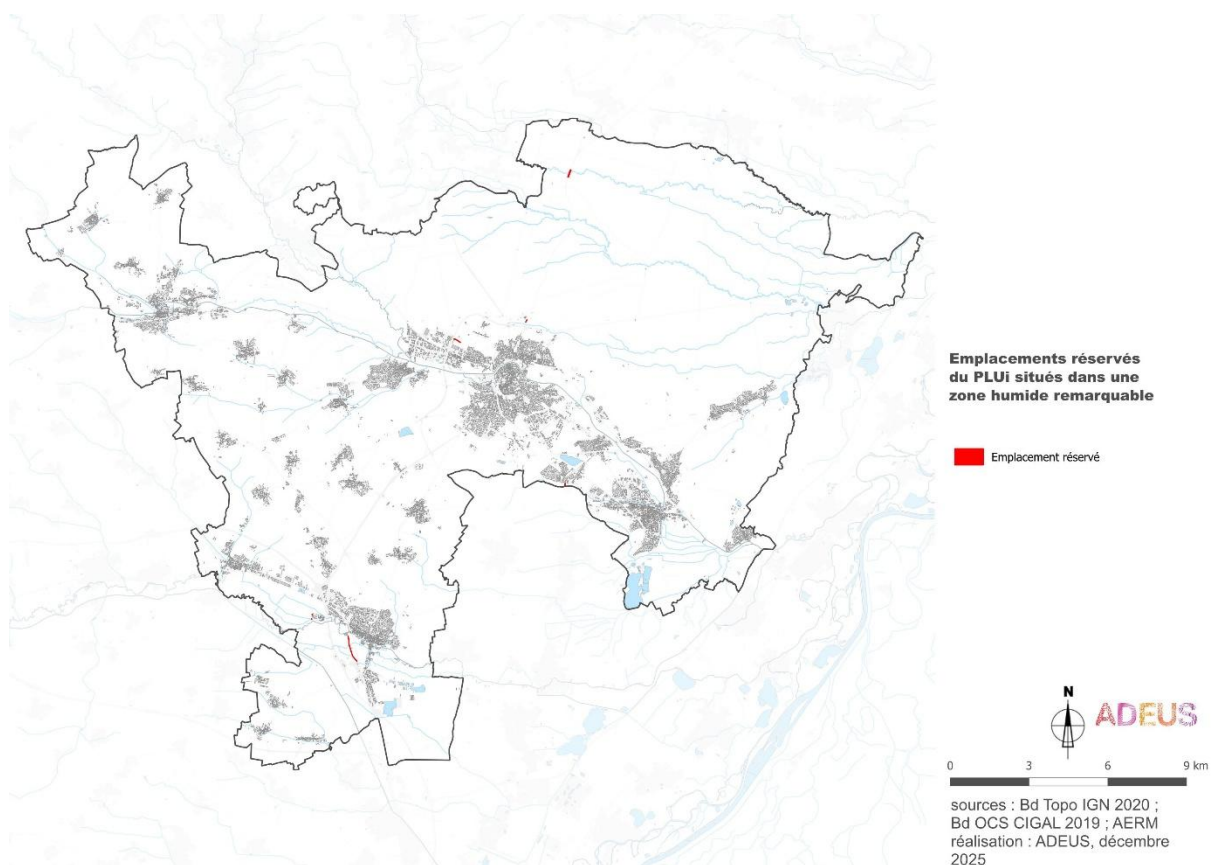 Emplacements réservés
du PLUi situés dans une
zone humide remarquable
Emplacement réservé
N
ADEUS
0 3 6 9 km
sources : Bd Topo IGN 2020 ;
Bd OCS CIGAL 2019 ; AERM
réalisation : ADEUS, décembre
2025